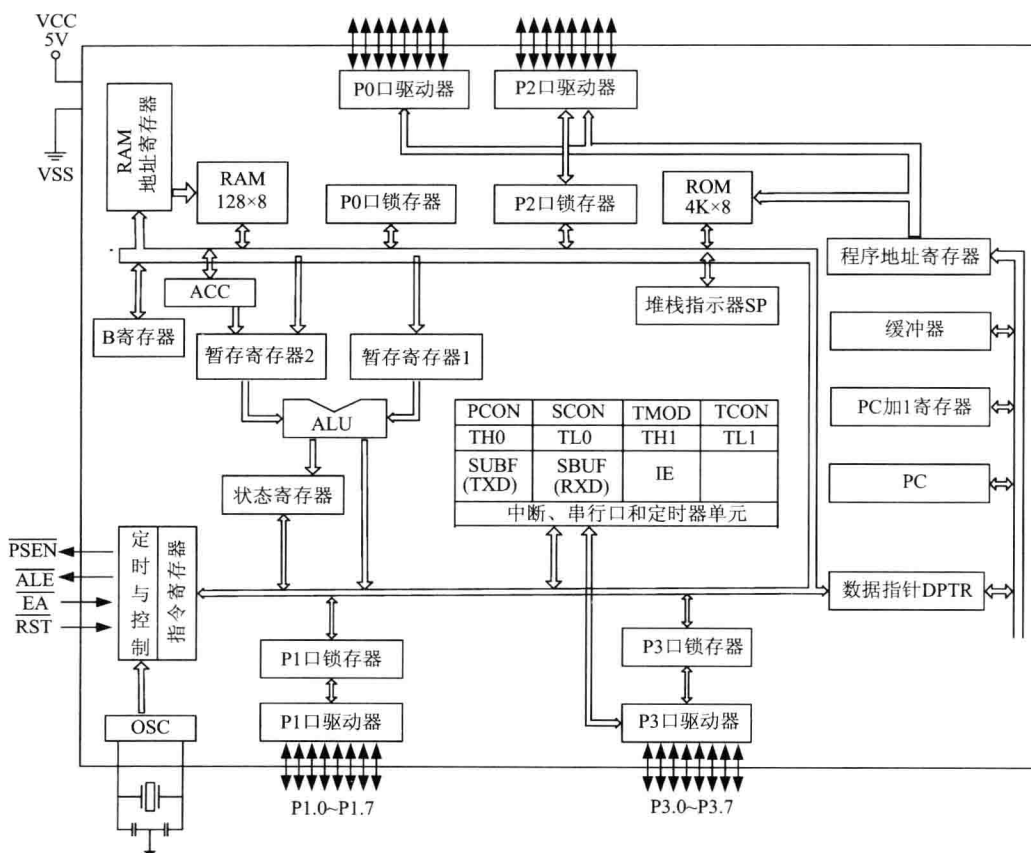 VCC
5V
VSS
P0口驱动器
P2口驱动器
RAM
地址寄存器
RAM
128×8
P0口锁存器
P2口锁存器
ROM
4K×8
程序地址寄存器
ACC
B寄存器
堆栈指示器SP
暂存寄存器2
暂存寄存器1
缓冲器
ALU
PC加1寄存器
PCON SCON TMOD TCON
TH0 TL0 TH1 TL1
SUBF
(TXD)
SBUF
(RXD)
IE
中断、串行口和定时器单元
PC
状态寄存器
PSEN
ALE
EA
RST
定时与控制
指令寄存器
数据指针DPTR
P1口锁存器
P3口锁存器
OSC
P1口驱动器
P3口驱动器
P1.0~P1.7
P3.0~P3.7